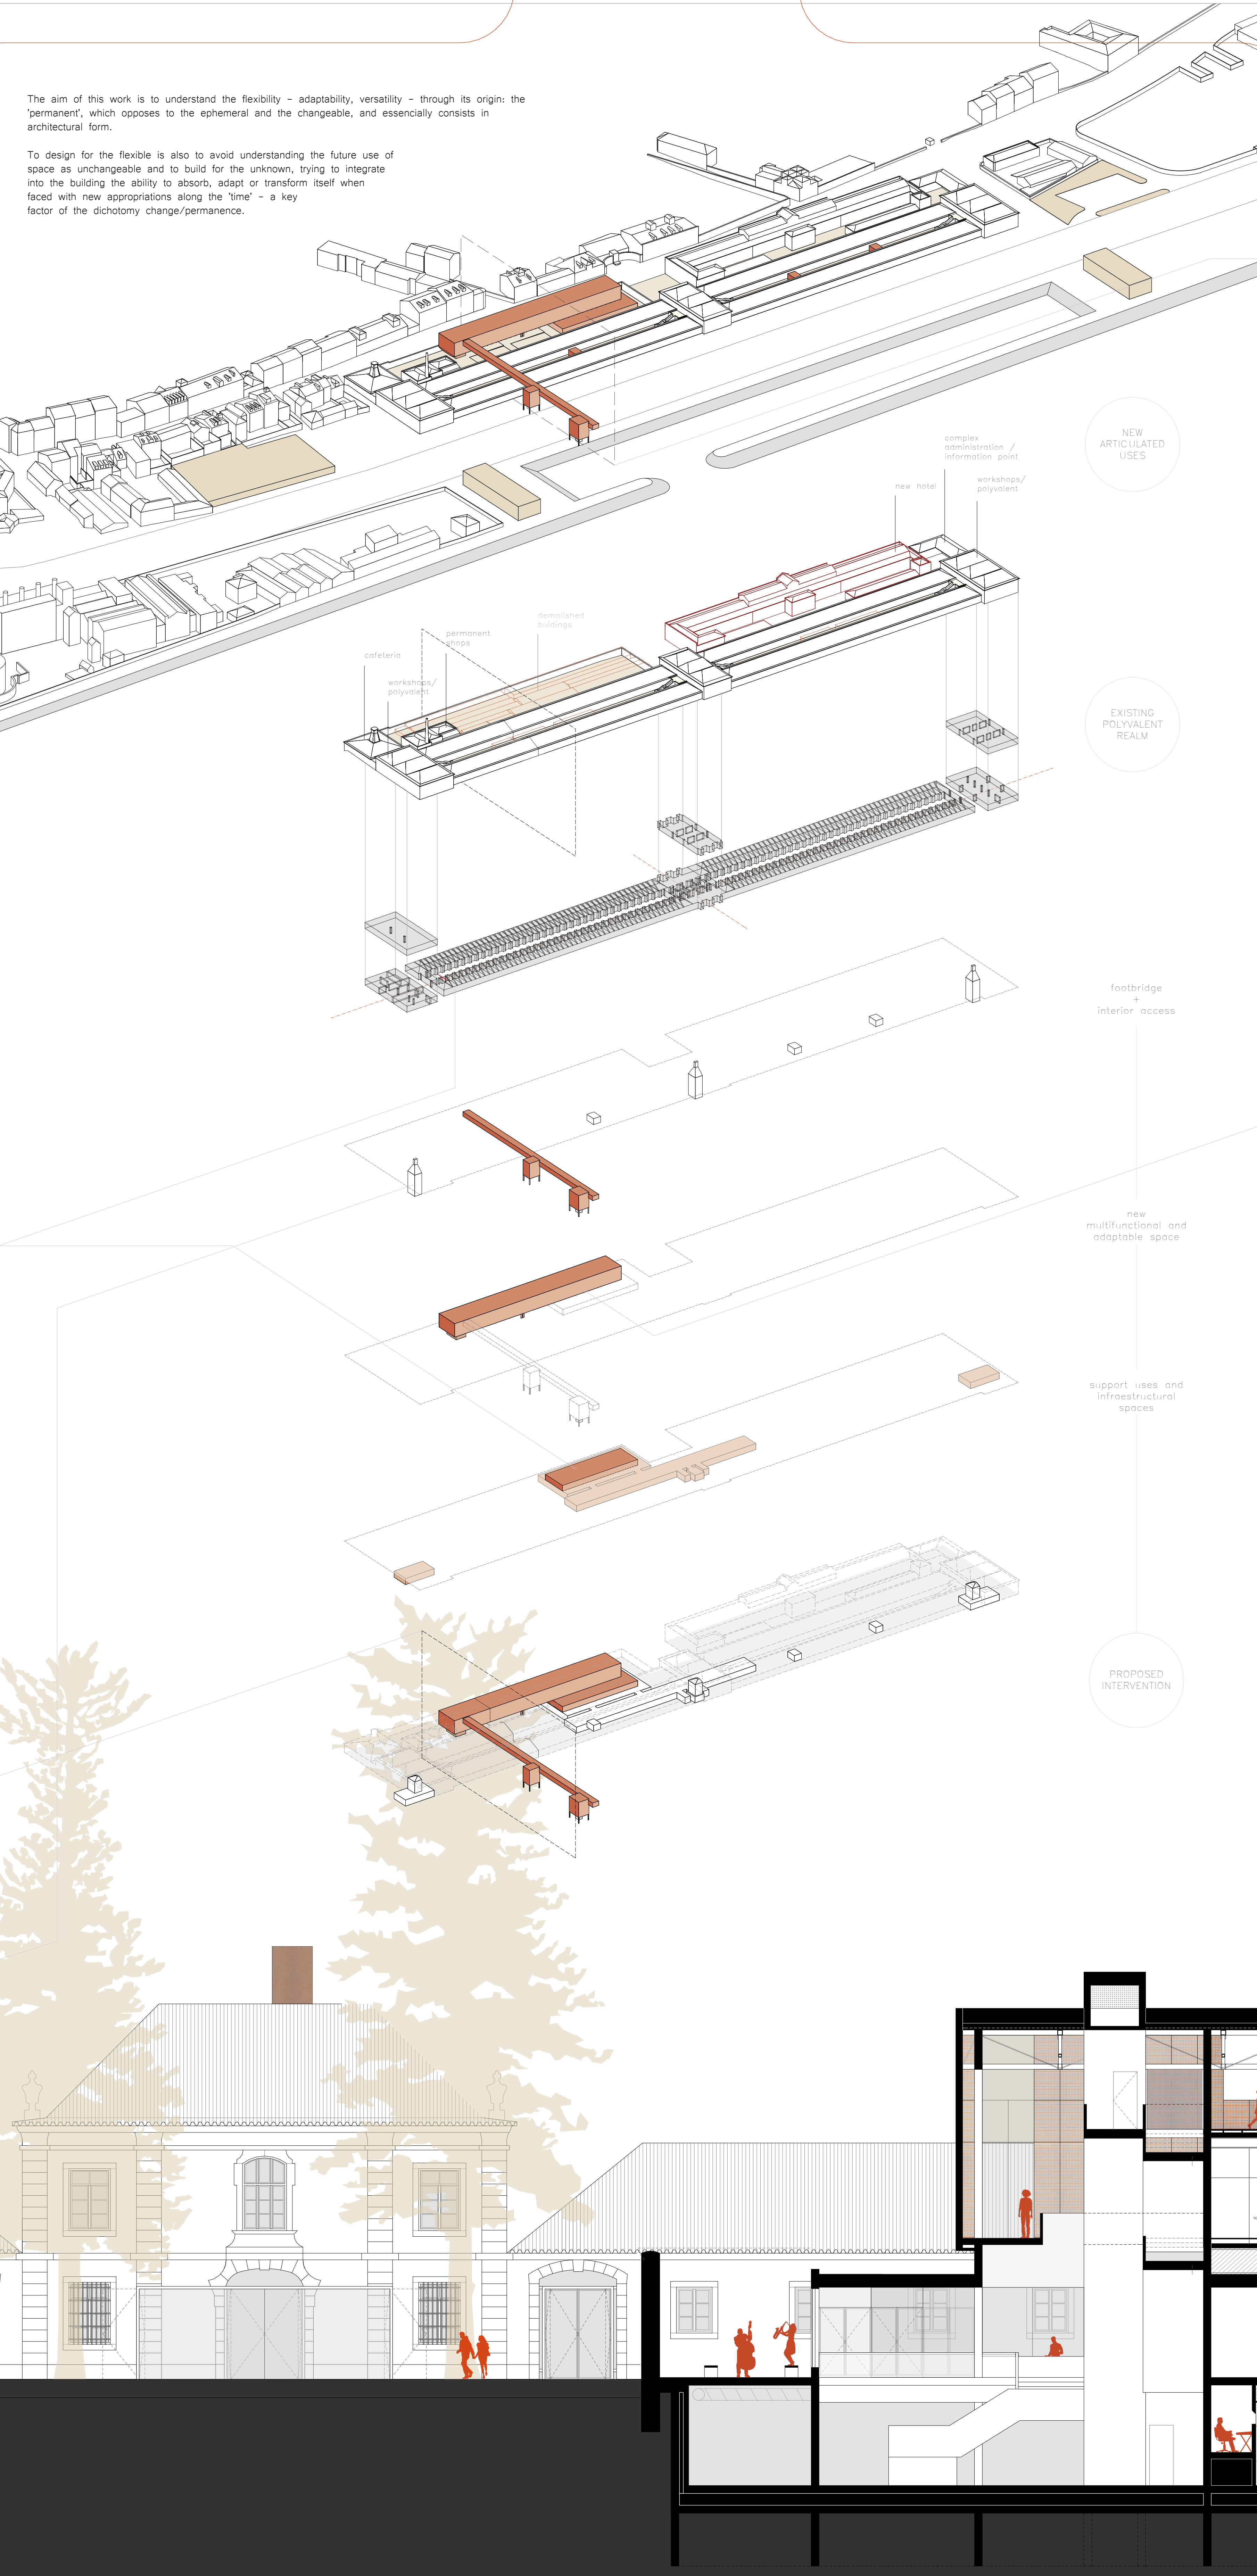 The aim of this work is to understand the flexibility - adaptability, versatility - through its origin: the
'permanent', which opposes to the ephemeral and the changeable, and essencially consists in
architectural form.
To design for the flexible is also to avoid understanding the future use of
space as unchangeable and to build for the unknown, trying to integrate
into the building the ability to absorb, adapt or transform itself when
faced with new appropriations along the 'time' - a key
factor of the dichotomy change/permanence.
NEW
ARTICULATED
USES
complex
administration /
information point
new hotel
workshops/
polyvalent
demolished
buidings
permanent
shops
cafeteria
workshops/
polyvalent
EXISTING
POLYVALENT
REALM
footbridge
+
interior access
new
multifunctional and
adaptable space
support uses and
infraestructural
spaces
PROPOSED
INTERVENTION